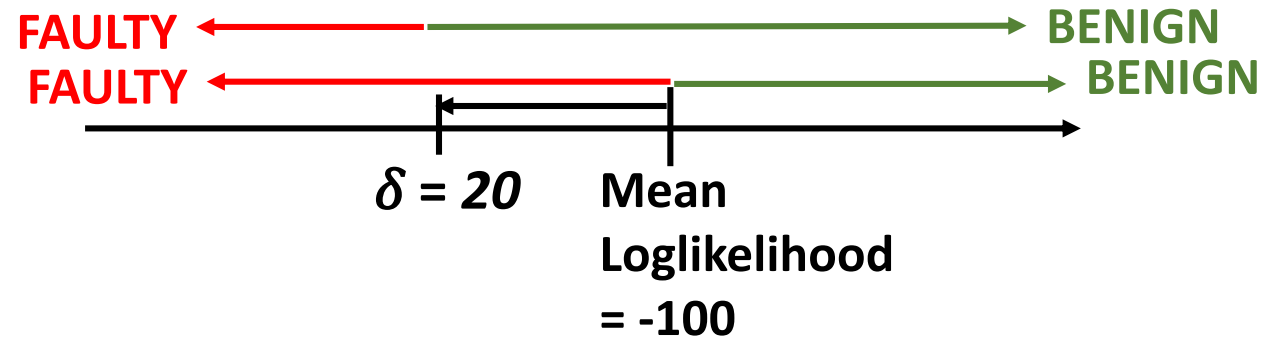 FAULTY BENIGN
FAULTY BENIGN
δ = 20 Mean
Loglikelihood
= -100